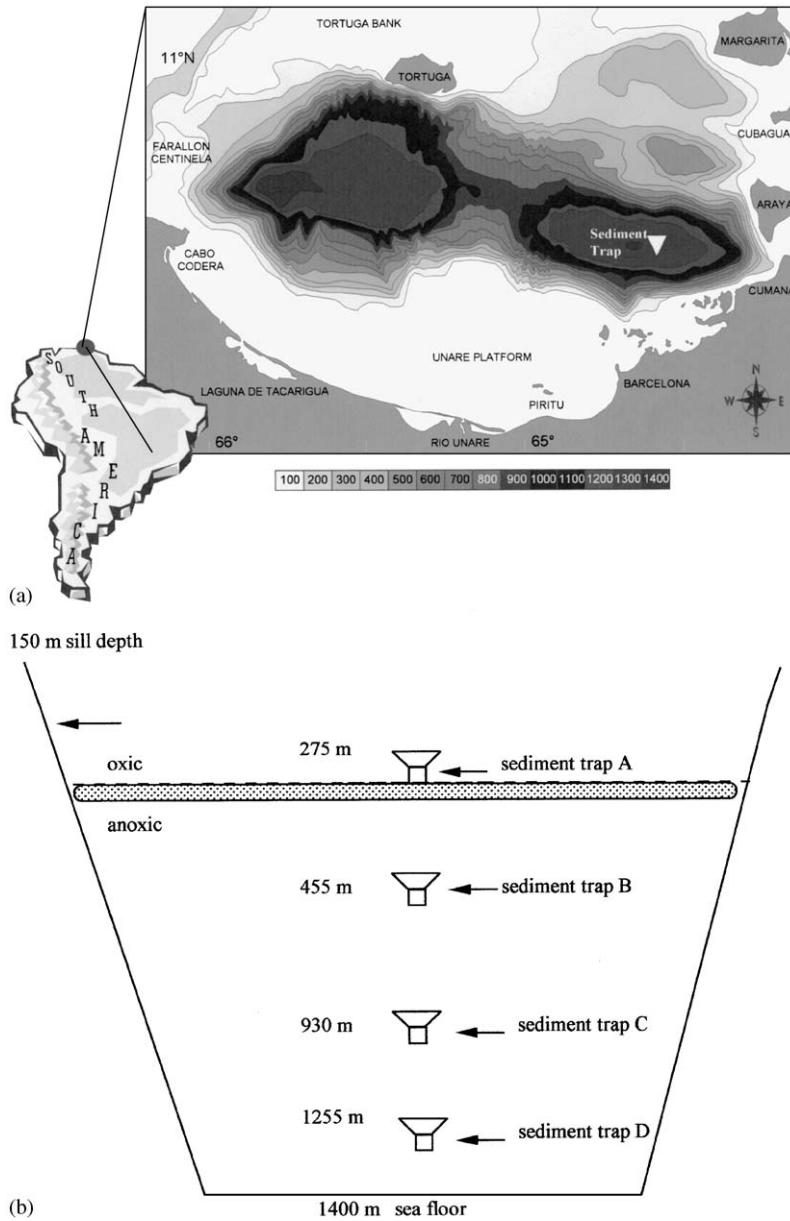 TORTUGA BANK
MARGARITA
11°N
TORTUGA
CUBAGUA
FARALLON
CENTINELA
ARAYA
Sediment
Trap
CABO
CODERA
CUMANA
UNARE PLATFORM
LAGUNA DE TACARIGUA
BARCELONA
PIRITU
N
W E
S
66°
RIO UNARE
65°
SOUTH AMERICA
100 200 300 400 500 600 700 800 900 1000 1100 1200 1300 1400
(a)
150 m sill depth
275 m
sediment trap A
oxic
anoxic
455 m
sediment trap B
930 m
sediment trap C
1255 m
sediment trap D
(b)
1400 m sea floor